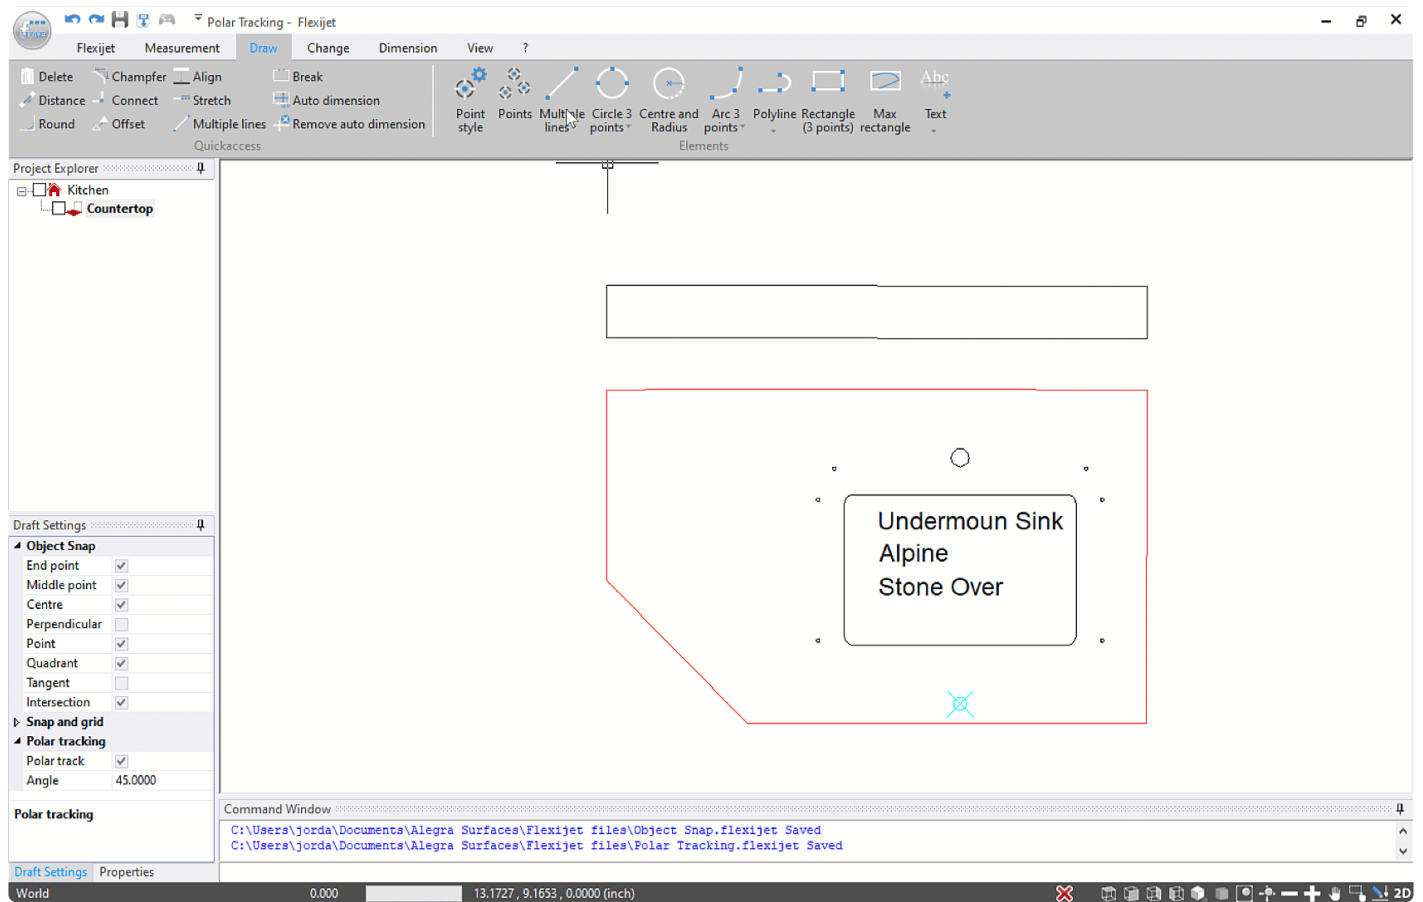 Polar Tracking - Flexijet
Flexijet Measurement Draw Change Dimension View ?
Delete Champfer Align Break
Distance Connect Stretch Auto dimension
Round Offset Multiple lines Remove auto dimension
Quickaccess
Point style Points Multiple lines Circle 3 points Centre and Radius Arc 3 points Polyline Rectangle (3 points) Max rectangle Abc Text
Elements
Project Explorer
Kitchen
Countertop
Undermoun Sink
Alpine
Stone Over
Draft Settings
Object Snap
End point
Middle point
Centre
Perpendicular
Point
Quadrant
Tangent
Intersection
Snap and grid
Polar tracking
Polar track
Angle 45.0000
Polar tracking
Draft Settings Properties
Command Window
C:\Users\jorda\Documents\Alegra Surfaces\Flexijet files\Object Snap.flexijet Saved
C:\Users\jorda\Documents\Alegra Surfaces\Flexijet files\Polar Tracking.flexijet Saved
World 0.000 13.1727 , 9.1653 , 0.0000 (inch) 2D